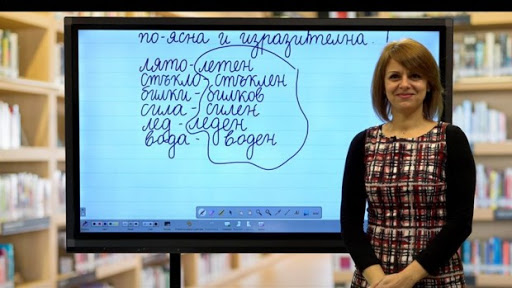 по-ясна и изразителна.!
лято-летен
стъкло-стъклен
билки-билков
сила-силен
лед-леден
вода-воден